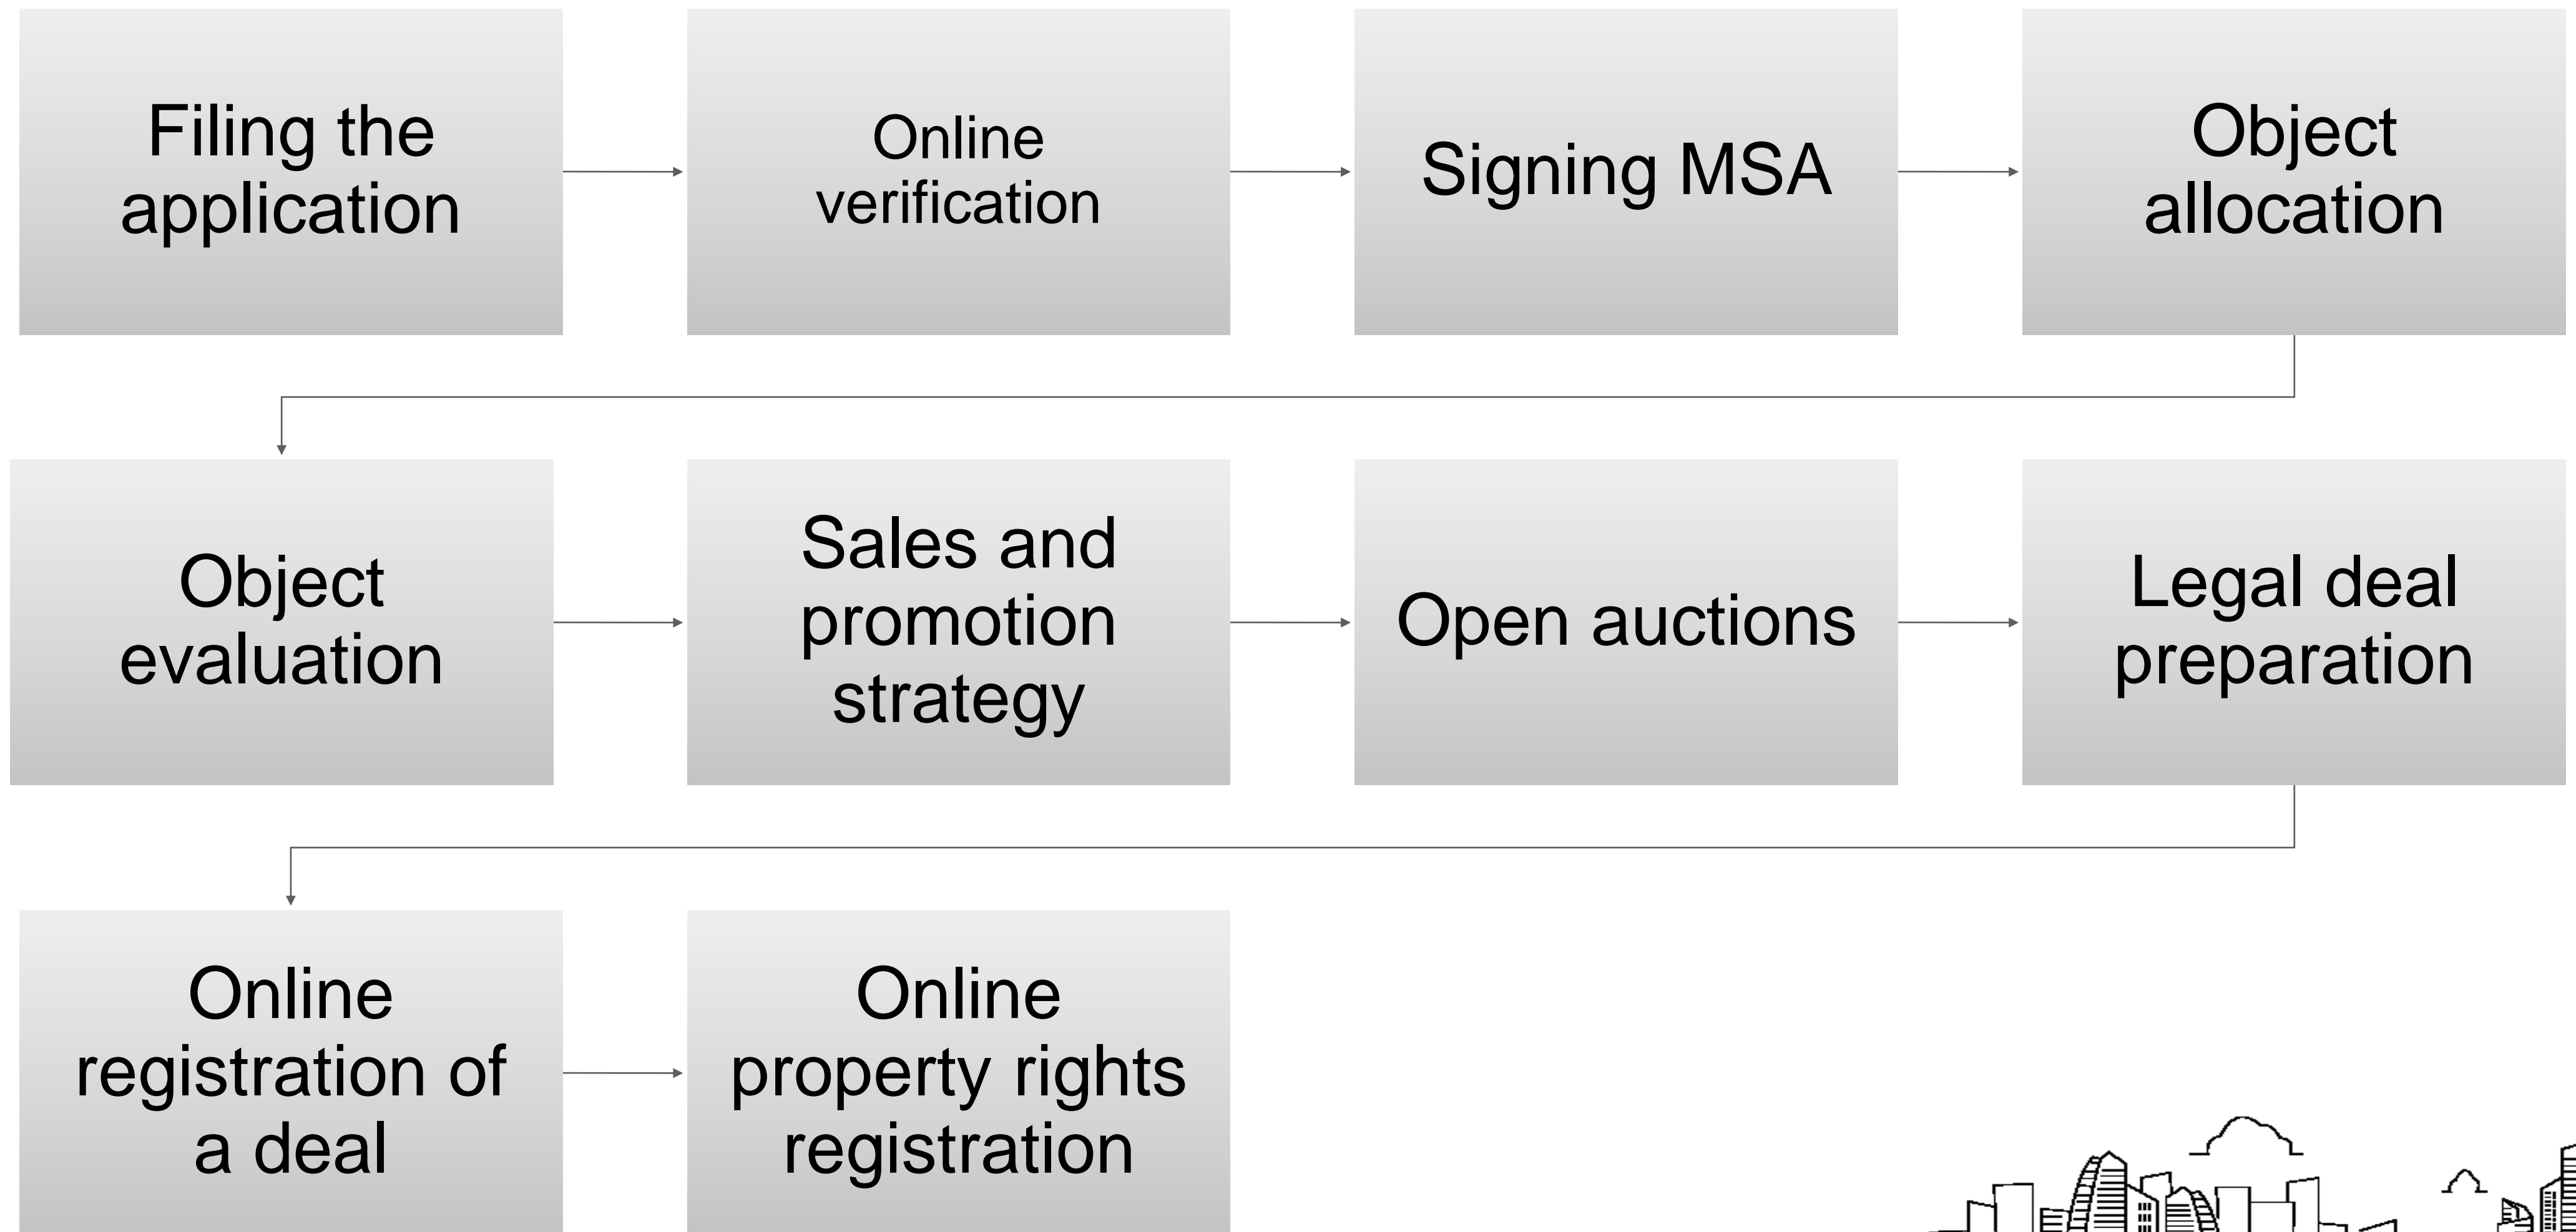 Filing the
application
Online
verification
Signing MSA
Object
allocation
Object
evaluation
Sales and
promotion
strategy
Open auctions
Legal deal
preparation
Online
registration of
a deal
Online
property rights
registration